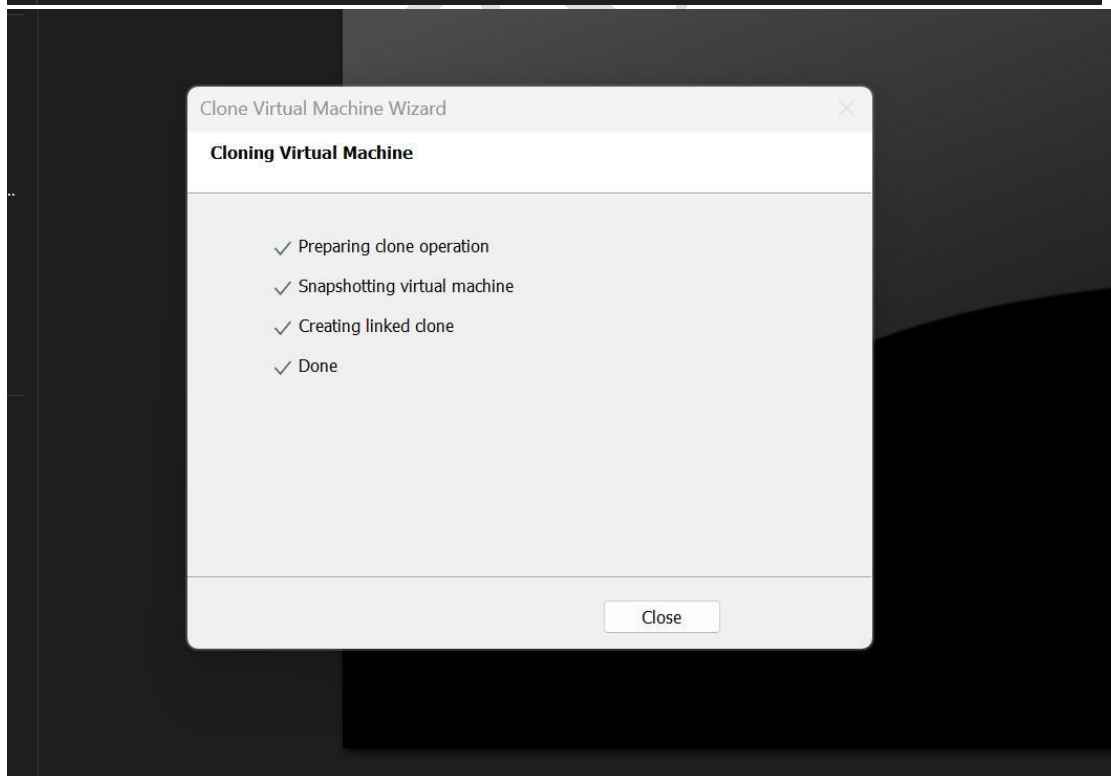 Clone Virtual Machine Wizard
Cloning Virtual Machine
Preparing clone operation
Snapshotting virtual machine
Creating linked clone
Done
Close